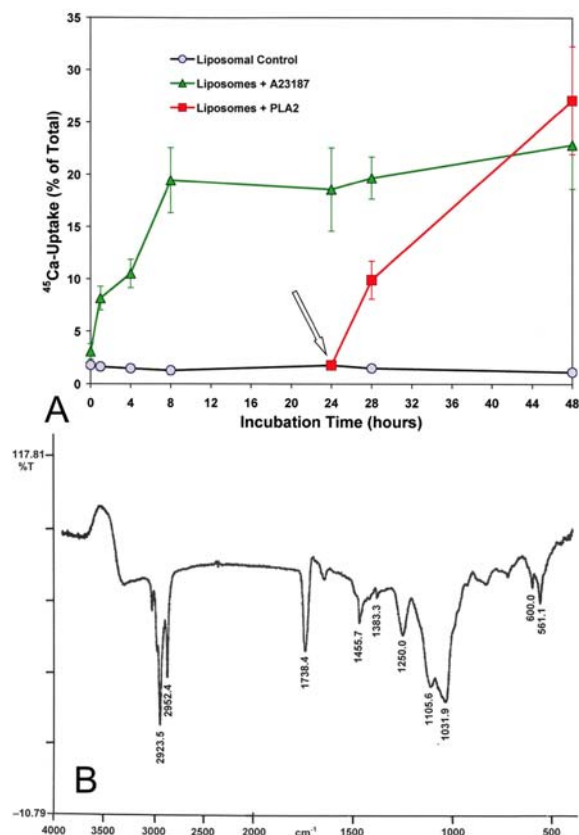 35
30
25
20
15
10
5
0
⁴⁵Ca-Uptake (% of Total)
Liposomal Control
Liposomes + A23187
Liposomes + PLA2
0 4 8 12 16 20 24 28 32 36 40 44 48
Incubation Time (hours)
A
117.81
%T
2923.5
2952.4
1738.4
1455.7
1383.3
1250.0
1105.6
1031.9
600.0
561.1
B
-10.79
4000 3500 3000 2500 2000 cm⁻¹ 1500 1000 500